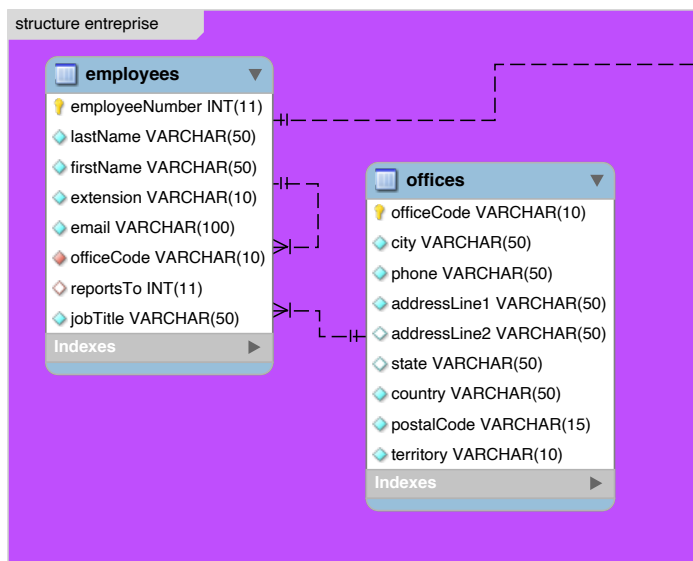 structure entreprise
employees
employeeNumber INT(11)
lastName VARCHAR(50)
firstName VARCHAR(50)
extension VARCHAR(10)
email VARCHAR(100)
officeCode VARCHAR(10)
reportsTo INT(11)
jobTitle VARCHAR(50)
Indexes
offices
officeCode VARCHAR(10)
city VARCHAR(50)
phone VARCHAR(50)
addressLine1 VARCHAR(50)
addressLine2 VARCHAR(50)
state VARCHAR(50)
country VARCHAR(50)
postalCode VARCHAR(15)
territory VARCHAR(10)
Indexes